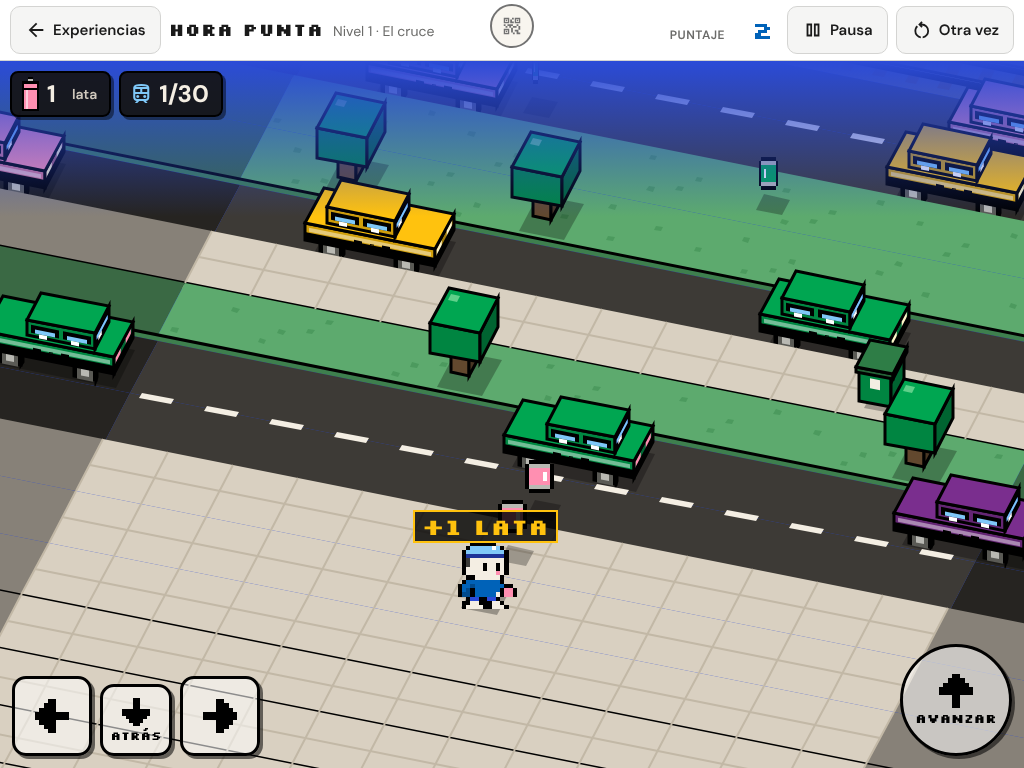 Experiencias
HORA PUNTA
Nivel 1 · El cruce
PUNTAJE
2
Pausa
Otra vez
1 lata
1/30
+1 LATA
ATRÁS
AVANZAR